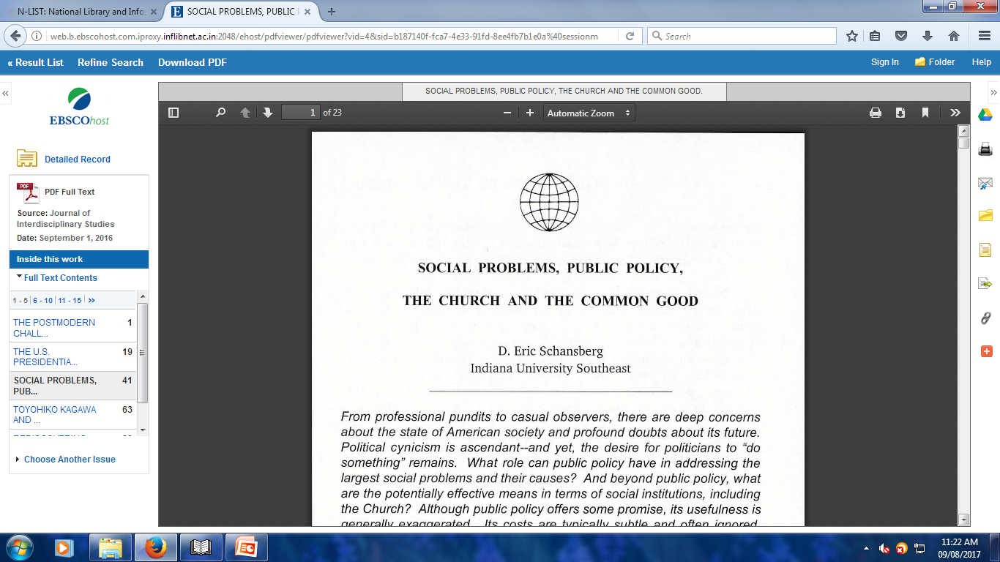 N-LIST: National Library and Info
SOCIAL PROBLEMS, PUBLIC
web.b.ebscohost.com.iproxy.inflibnet.ac.in:2048/ehost/pdfviewer/pdfviewer?vid=4&sid=b187140f-fca7-4e33-91fd-8ee4fb7b1e0a%40sessionm
Search
« Result List Refine Search Download PDF
Sign In Folder Help
EBSCOhost
Detailed Record
PDF
PDF Full Text
Source: Journal of
Interdisciplinary Studies
Date: September 1, 2016
Inside this work
Full Text Contents
1 - 5 6 - 10 11 - 15 »
THE POSTMODERN 1
CHALL...
THE U.S. 19
PRESIDENTIA...
SOCIAL PROBLEMS, 41
PUB...
TOYOHIKO KAGAWA 63
AND ...
Choose Another Issue
SOCIAL PROBLEMS, PUBLIC POLICY, THE CHURCH AND THE COMMON GOOD.
1 of 23
Automatic Zoom
SOCIAL PROBLEMS, PUBLIC POLICY,
THE CHURCH AND THE COMMON GOOD
D. Eric Schansberg
Indiana University Southeast
From professional pundits to casual observers, there are deep concerns
about the state of American society and profound doubts about its future.
Political cynicism is ascendant--and yet, the desire for politicians to “do
something” remains. What role can public policy have in addressing the
largest social problems and their causes? And beyond public policy, what
are the potentially effective means in terms of social institutions, including
the Church? Although public policy offers some promise, its usefulness is
generally exaggerated. Its costs are typically subtle and often ignored.
11:22 AM
09/08/2017